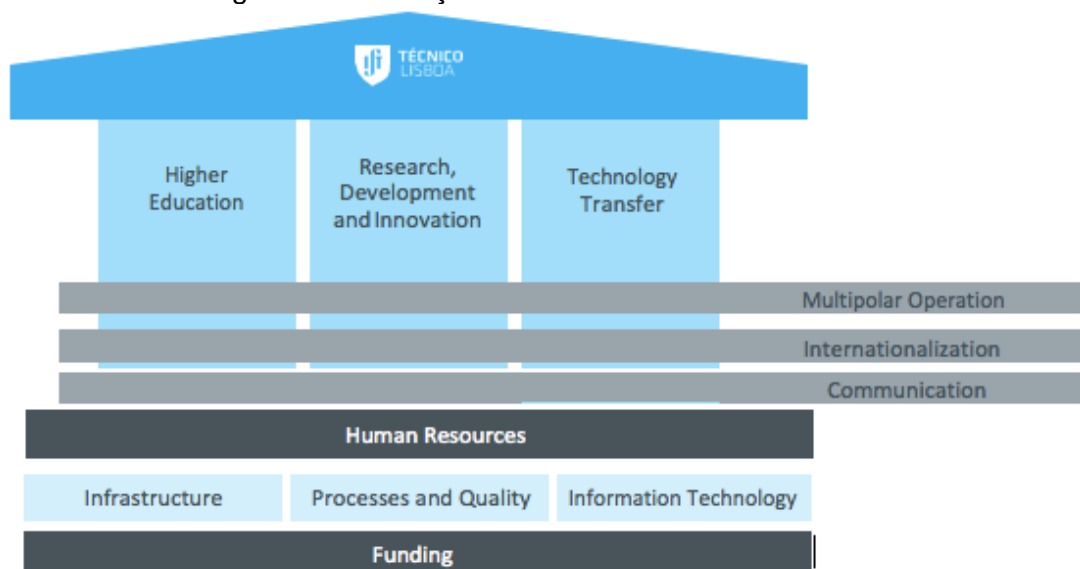 TÉCNICO
LISBOA
Higher
Education
Research,
Development
and Innovation
Technology
Transfer
Multipolar Operation
Internationalization
Communication
Human Resources
Infrastructure
Processes and Quality
Information Technology
Funding